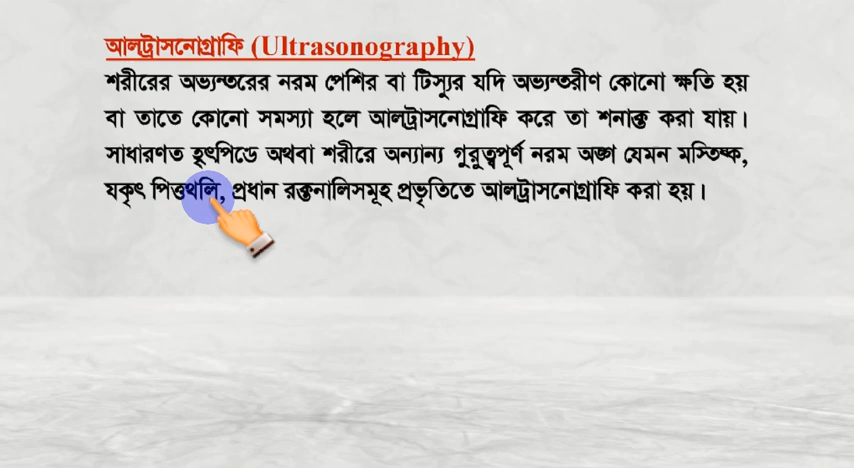 আলট্রাসনোগ্রাফি (Ultrasonography)
শরীরের অভ্যন্তরের নরম পেশির বা টিস্যুর যদি অভ্যন্তরীণ কোনো ক্ষতি হয়
বা তাতে কোনো সমস্যা হলে আলট্রাসনোগ্রাফি করে তা শনাক্ত করা যায়।
সাধারণত হৃৎপিন্ডে অথবা শরীরে অন্যান্য গুরুত্বপূর্ণ নরম অঙ্গ যেমন মস্তিষ্ক,
যকৃৎ পিত্তথলি, প্রধান রক্তনালিসমূহ প্রভৃতিতে আলট্রাসনোগ্রাফি করা হয়।